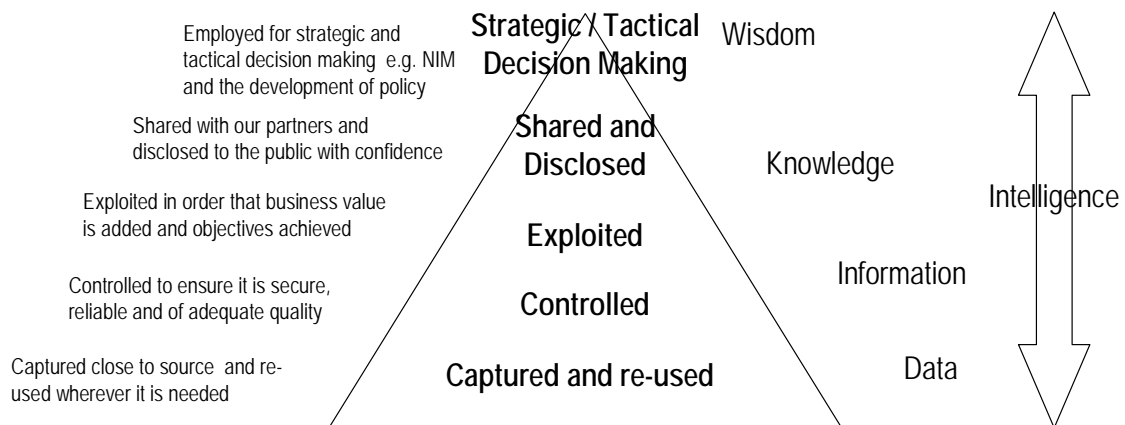 Employed for strategic and
tactical decision making e.g. NIM
and the development of policy
Strategic / Tactical
Decision Making
Wisdom
Shared with our partners and
disclosed to the public with confidence
Shared and
Disclosed
Knowledge
Intelligence
Exploited in order that business value
is added and objectives achieved
Exploited
Information
Controlled to ensure it is secure,
reliable and of adequate quality
Controlled
Captured close to source and re-
used wherever it is needed
Captured and re-used
Data